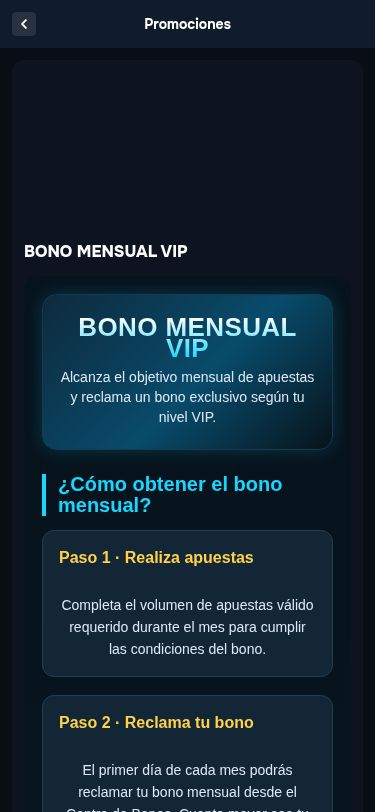 Promociones
BONO MENSUAL VIP
BONO MENSUAL
VIP
Alcanza el objetivo mensual de apuestas
y reclama un bono exclusivo según tu
nivel VIP.
¿Cómo obtener el bono
mensual?
Paso 1 · Realiza apuestas
Completa el volumen de apuestas válido
requerido durante el mes para cumplir
las condiciones del bono.
Paso 2 · Reclama tu bono
El primer día de cada mes podrás
reclamar tu bono mensual desde el